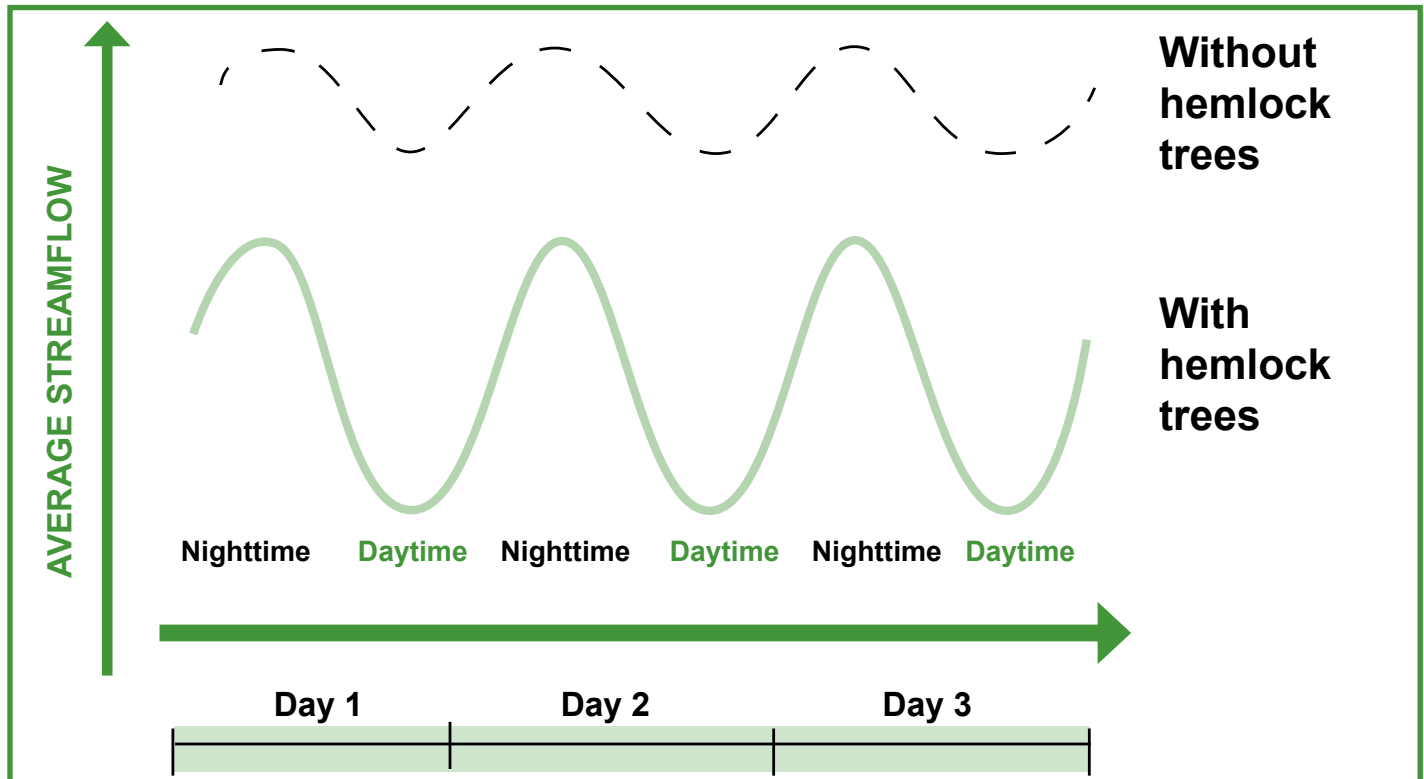 Without
hemlock
trees
AVERAGE STREAMFLOW
With
hemlock
trees
Nighttime Daytime Nighttime Daytime Nighttime Daytime
Day 1 Day 2 Day 3